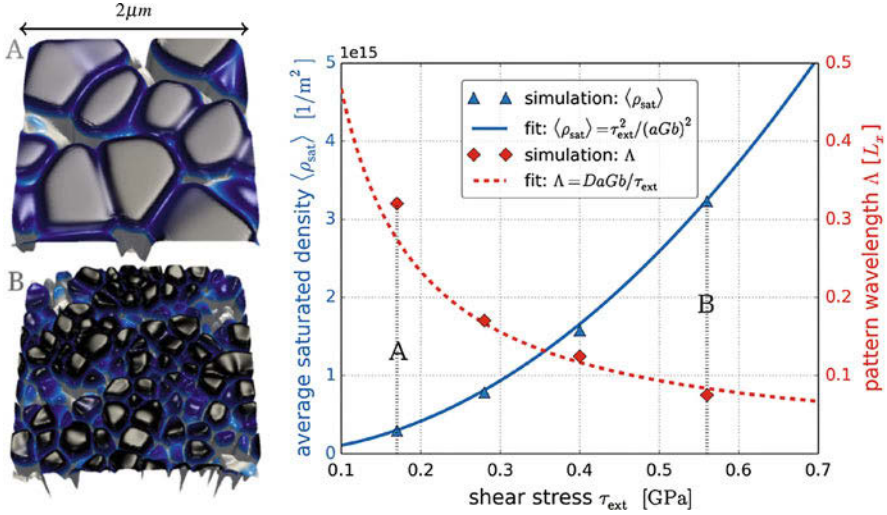 2μm
A
B
1e15
average saturated density ⟨ρsat⟩ [1/m²]
5
4
3
2
1
0
0.1 0.2 0.3 0.4 0.5 0.6 0.7
shear stress τext [GPa]
simulation: ⟨ρsat⟩
fit: ⟨ρsat⟩=τ²ext/(aGb)²
simulation: Λ
fit: Λ=DaGb/τext
A
B
0.5
0.4
0.3
0.2
0.1
pattern wavelength Λ [Lx]